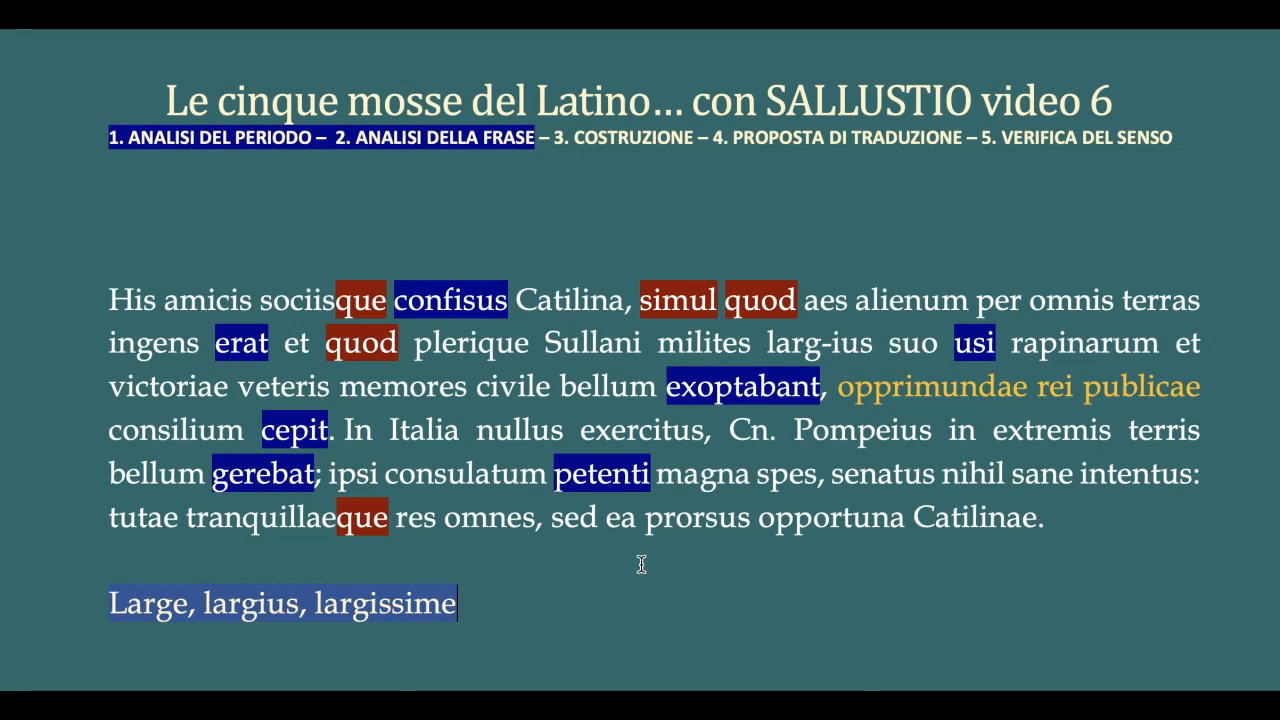 Le cinque mosse del Latino… con SALLUSTIO video 6
1. ANALISI DEL PERIODO – 2. ANALISI DELLA FRASE – 3. COSTRUZIONE – 4. PROPOSTA DI TRADUZIONE – 5. VERIFICA DEL SENSO
His amicis sociisque confisus Catilina, simul quod aes alienum per omnis terras
ingens erat et quod plerique Sullani milites larg-ius suo usi rapinarum et
victoriae veteris memores civile bellum exoptabant, opprimundae rei publicae
consilium cepit. In Italia nullus exercitus, Cn. Pompeius in extremis terris
bellum gerebat; ipsi consulatum petenti magna spes, senatus nihil sane intentus:
tutae tranquillaeque res omnes, sed ea prorsus opportuna Catilinae.
Large, largius, largissime